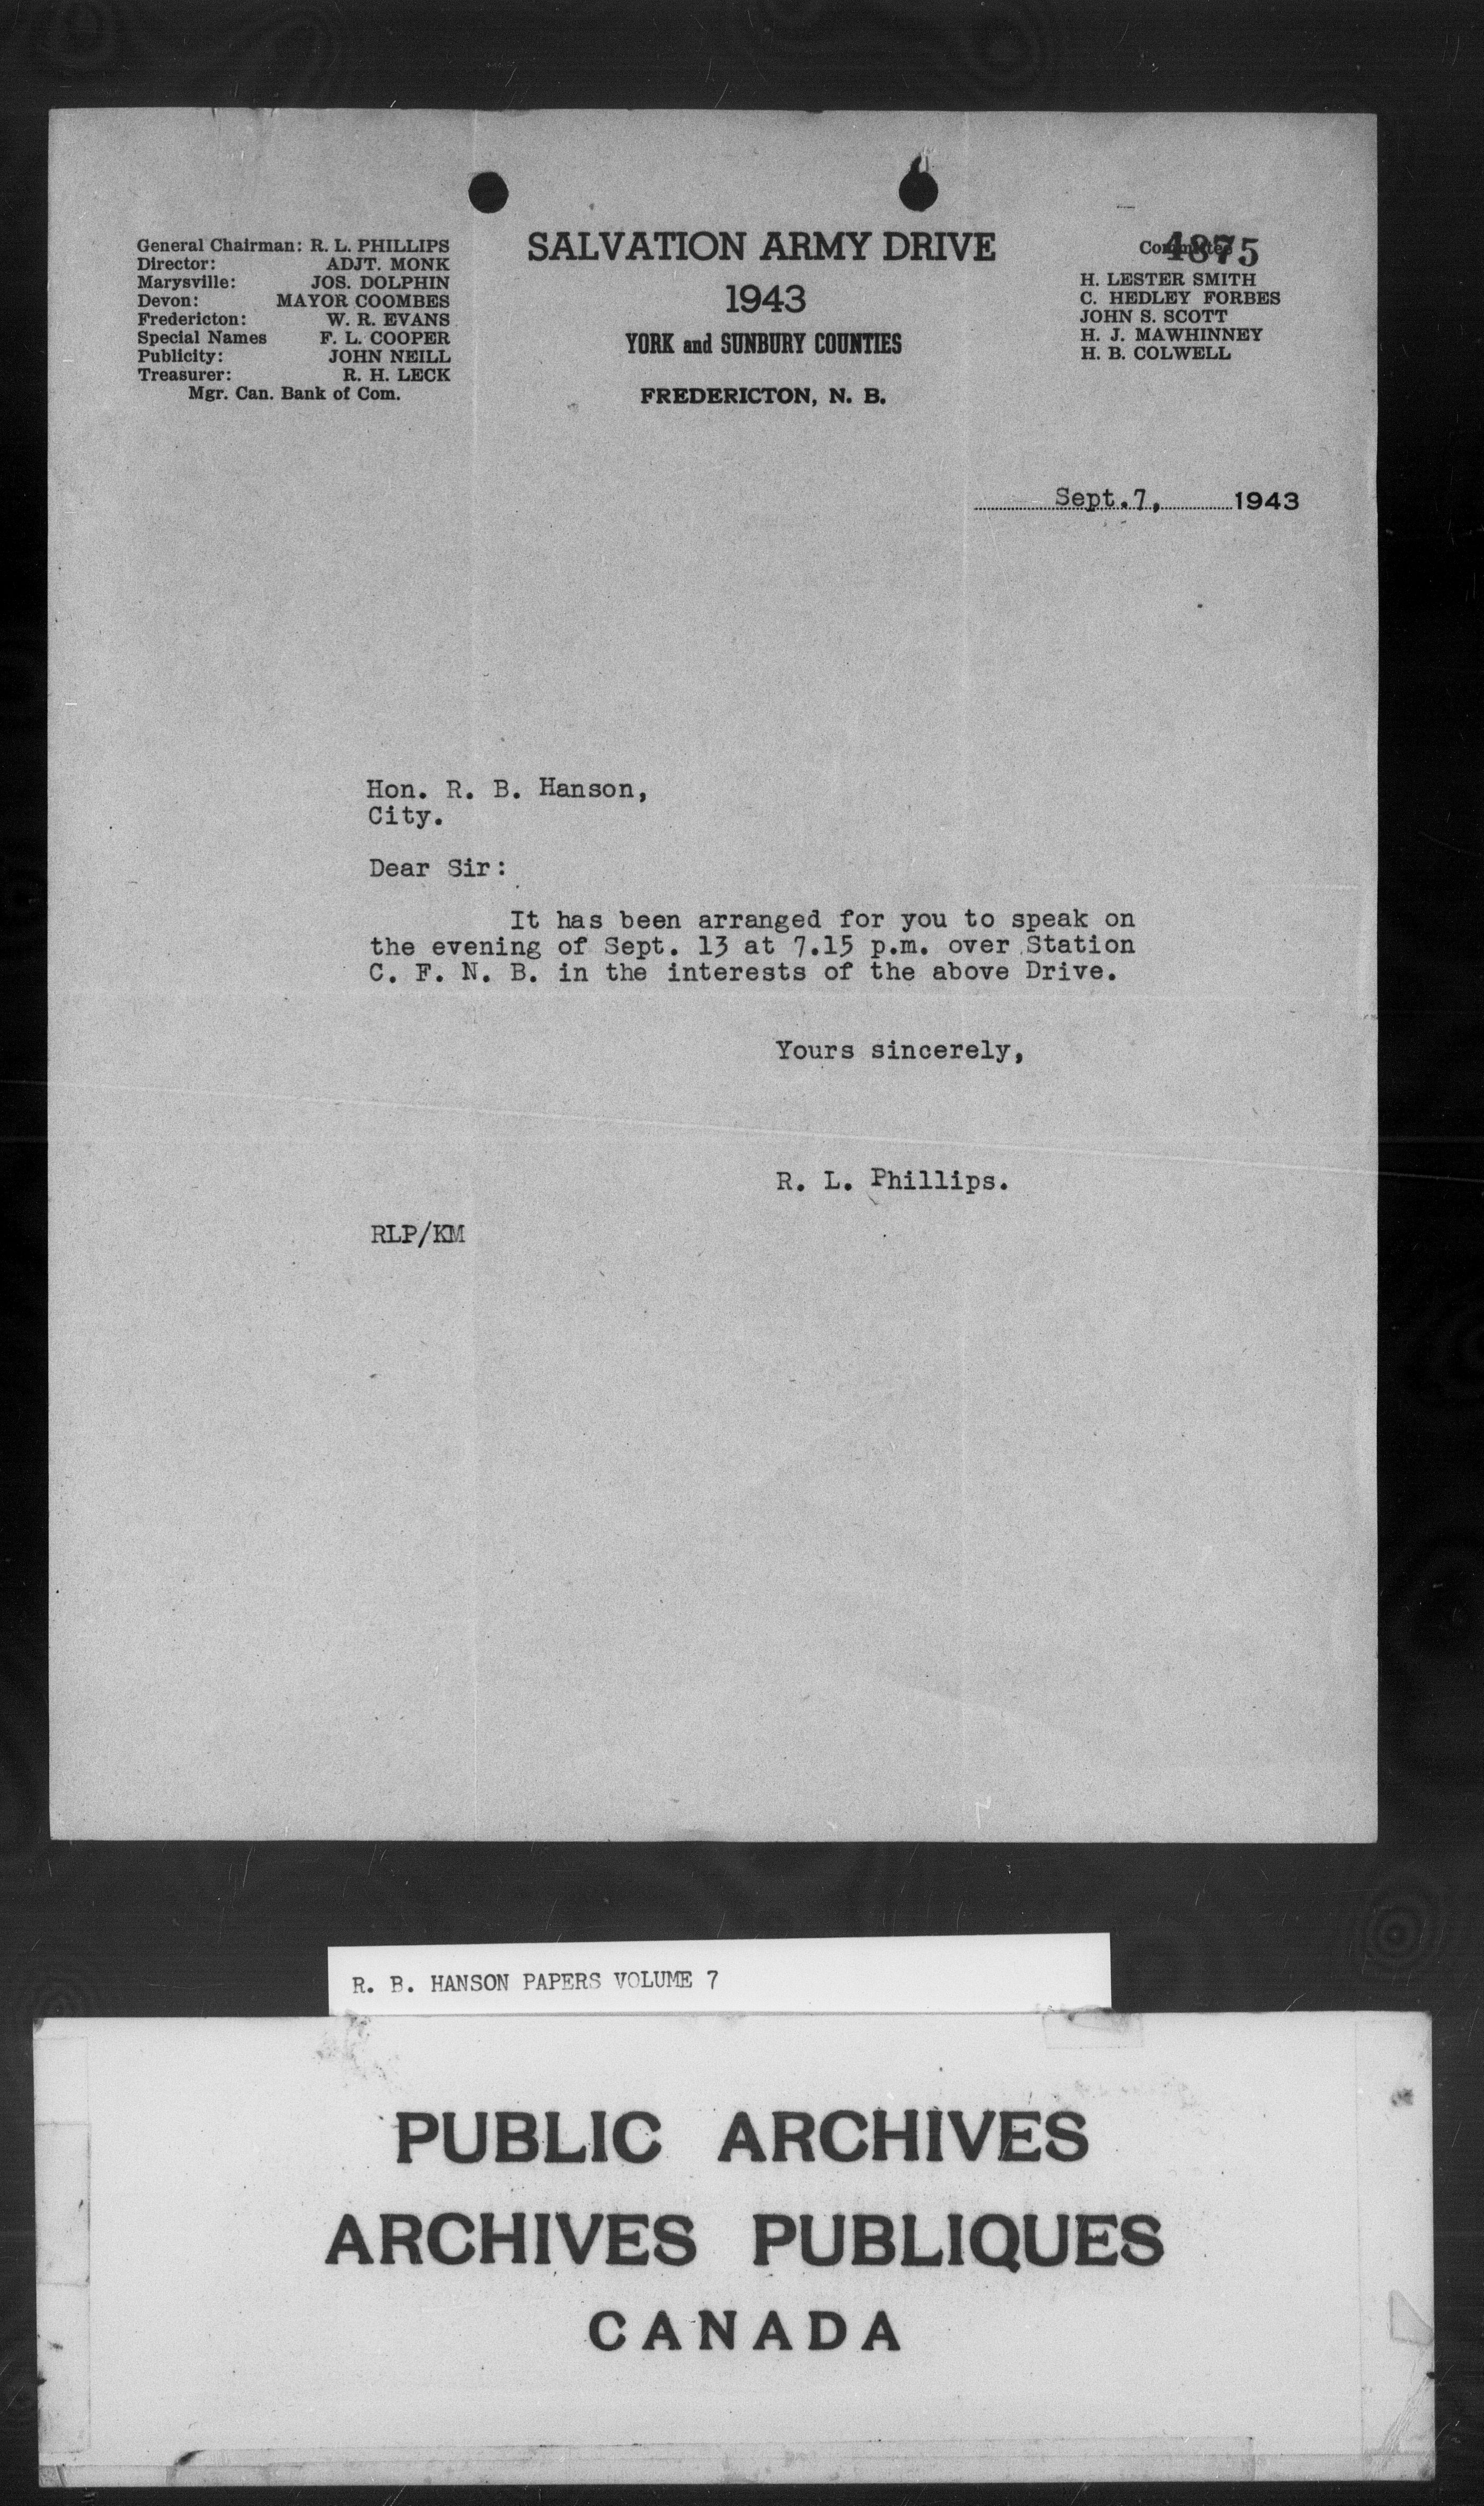 General Chairman: R. L. PHILLIPS
Director: ADJT. MONK
Marysville: JOS. DOLPHIN
Devon: MAYOR COOMBES
Fredericton: W. R. EVANS
Special Names F. L. COOPER
Publicity: JOHN NEILL
Treasurer: R. H. LECK
Mgr. Can. Bank of Com.
SALVATION ARMY DRIVE
1943
YORK and SUNBURY COUNTIES
FREDERICTON, N. B.
Committee
4875
H. LESTER SMITH
C. HEDLEY FORBES
JOHN S. SCOTT
H. J. MAWHINNEY
H. B. COLWELL
Sept.7, 1943
Hon. R. B. Hanson,
City.
Dear Sir:
It has been arranged for you to speak on
the evening of Sept. 13 at 7.15 p.m. over Station
C. F. N. B. in the interests of the above Drive.
Yours sincerely,
R. L. Phillips.
RLP/KM
R. B. HANSON PAPERS VOLUME 7
PUBLIC ARCHIVES
ARCHIVES PUBLIQUES
CANADA